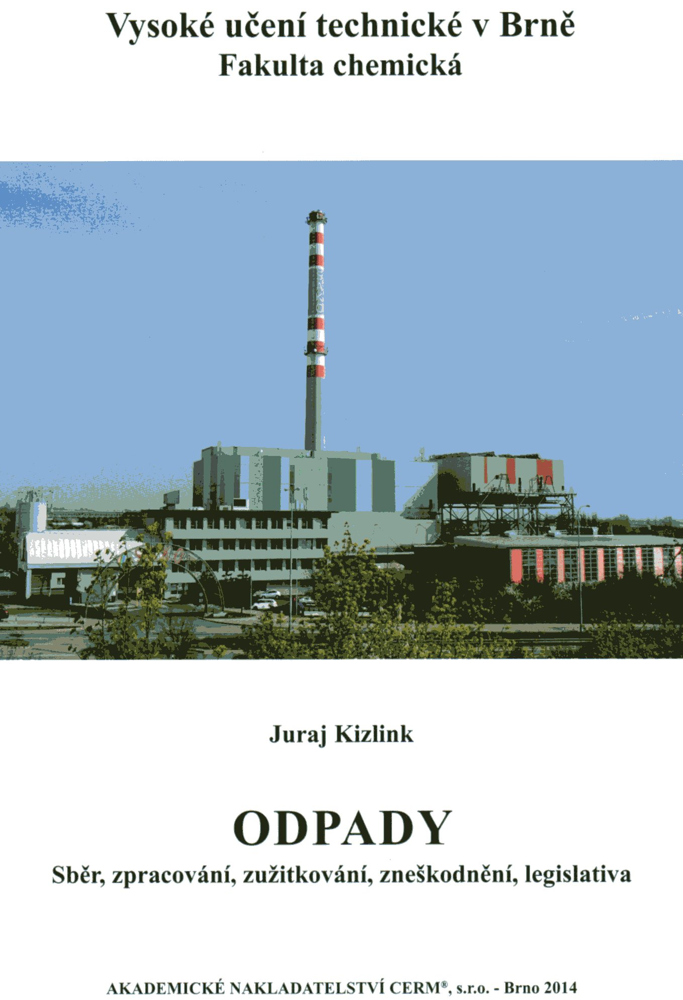 Vysoké učení technické v Brně
Fakulta chemická
SAKO
Juraj Kizlink
ODPADY
Sběr, zpracování, zužitkování, zneškodnění, legislativa
AKADEMICKÉ NAKLADATELSTVÍ CERM®, s.r.o. - Brno 2014